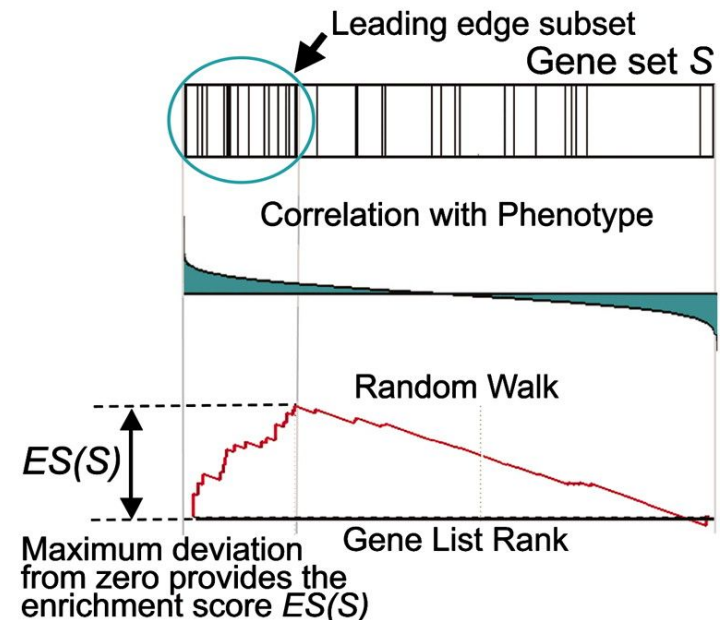 Leading edge subset
Gene set S
Correlation with Phenotype
Random Walk
ES(S)
Gene List Rank
Maximum deviation
from zero provides the
enrichment score ES(S)